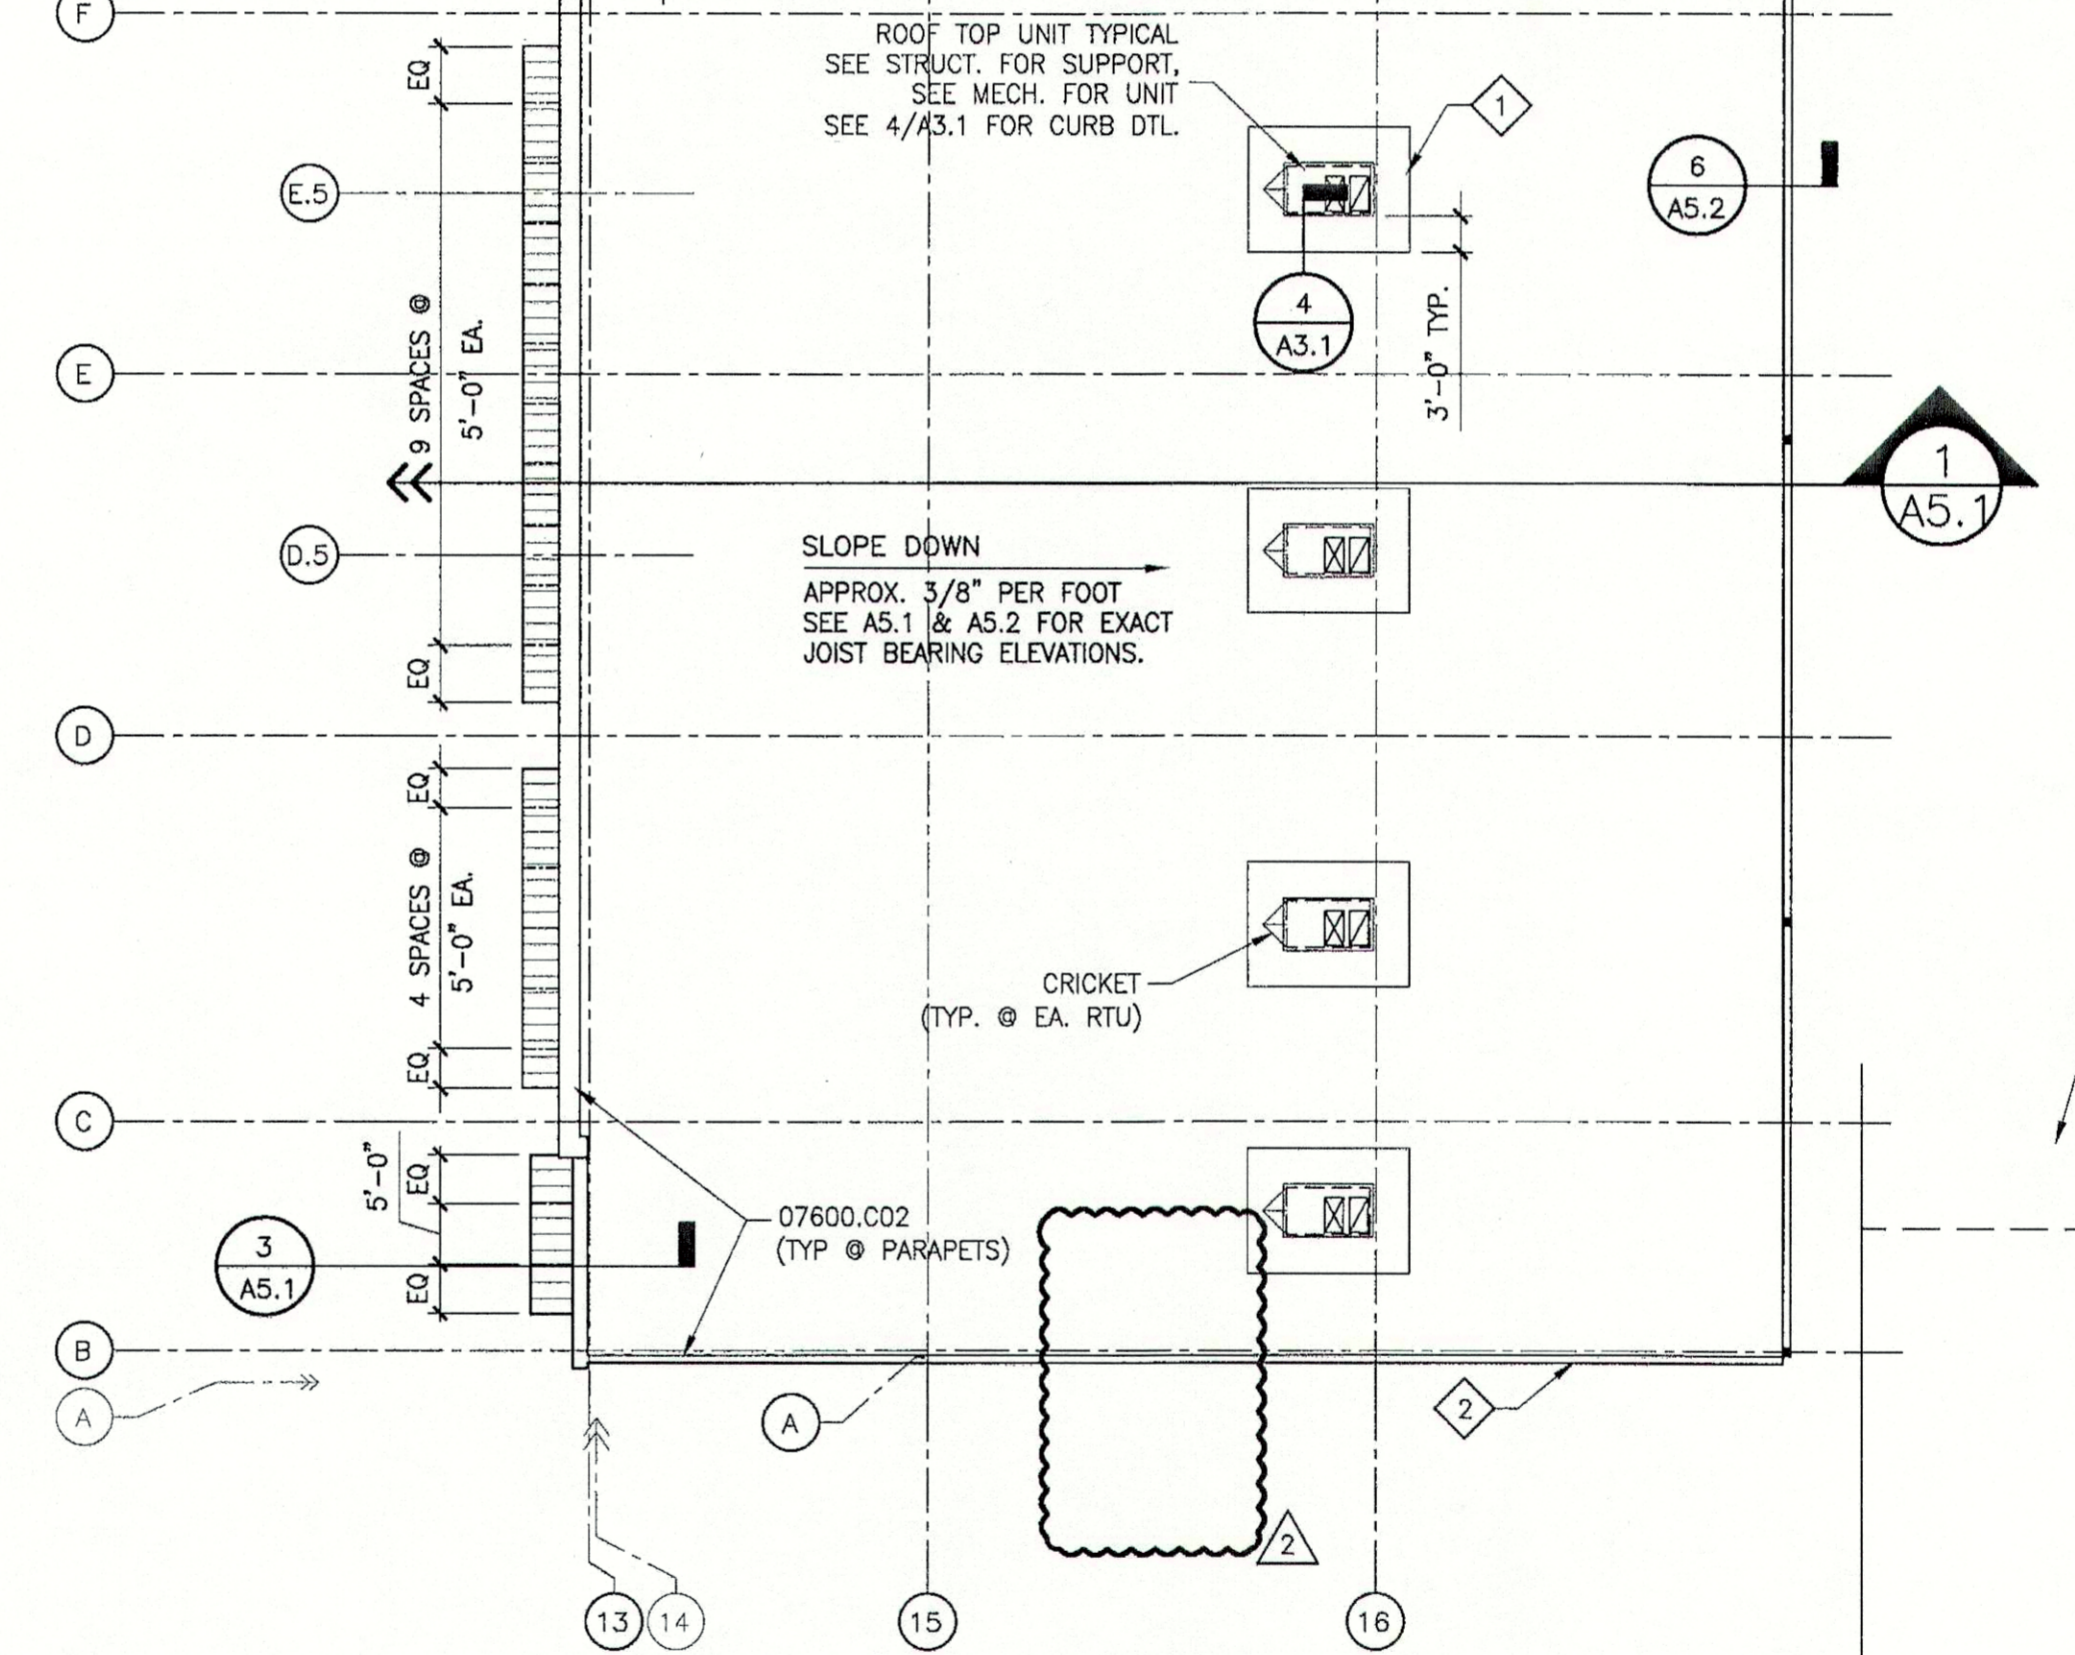 F
EQ
ROOF TOP UNIT TYPICAL
SEE STRUCT. FOR SUPPORT,
SEE MECH. FOR UNIT
SEE 4/A3.1 FOR CURB DTL.
1
6
A5.2
E.5
4
A3.1
3'-0" TYP.
9 SPACES @
5'-0" EA.
E
1
A5.1
D.5
SLOPE DOWN
APPROX. 3/8" PER FOOT
SEE A5.1 & A5.2 FOR EXACT
JOIST BEARING ELEVATIONS.
EQ
D
EQ
4 SPACES @
5'-0" EA.
CRICKET
(TYP. @ EA. RTU)
EQ
C
5'-0"
EQ
07600.C02
(TYP @ PARAPETS)
3
A5.1
EQ
B
A
A
2
2
13
14
15
16